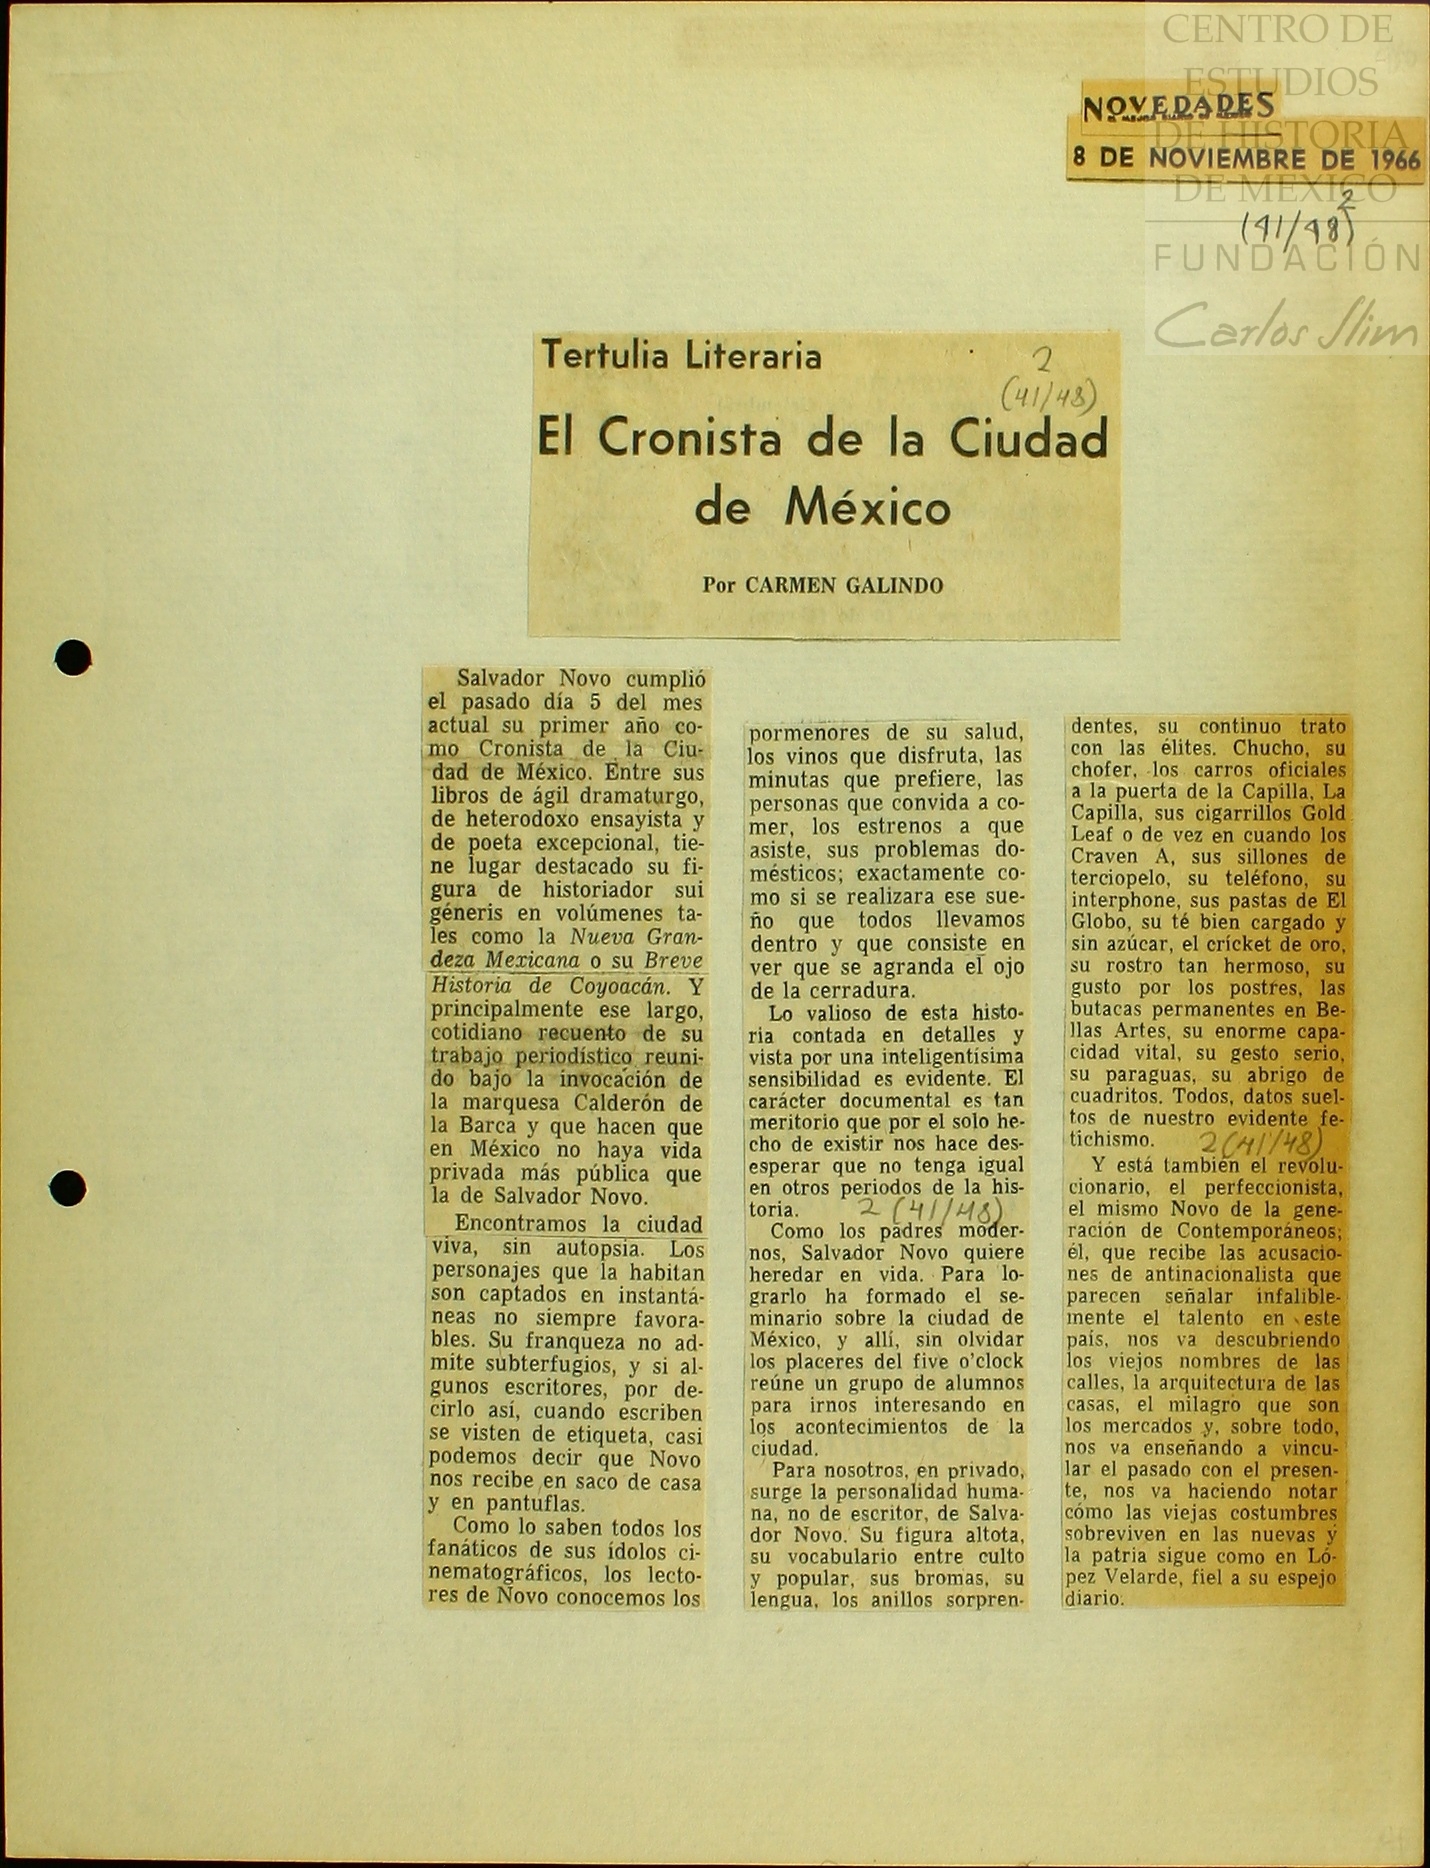 CENTRO DE
ESTUDIOS
DE HISTORIA
DE MEXICO
FUNDACIÓN
Carlos Slim
NOVEDADES
8 DE NOVIEMBRE DE 1966
2
(41/48)
Tertulia Literaria
2
(41/48)
El Cronista de la Ciudad
de México
Por CARMEN GALINDO
Salvador Novo cumplió
el pasado día 5 del mes
actual su primer año co-
mo Cronista de la Ciu-
dad de México. Entre sus
libros de ágil dramaturgo,
de heterodoxo ensayista y
de poeta excepcional, tie-
ne lugar destacado su fi-
gura de historiador sui
géneris en volúmenes ta-
les como la Nueva Gran-
deza Mexicana o su Breve
Historia de Coyoacán. Y
principalmente ese largo,
cotidiano recuento de su
trabajo periodístico reuni-
do bajo la invocación de
la marquesa Calderón de
la Barca y que hacen que
en México no haya vida
privada más pública que
la de Salvador Novo.
Encontramos la ciudad
viva, sin autopsia. Los
personajes que la habitan
son captados en instantá-
neas no siempre favora-
bles. Su franqueza no ad-
mite subterfugios, y si al-
gunos escritores, por de-
cirlo así, cuando escriben
se visten de etiqueta, casi
podemos decir que Novo
nos recibe en saco de casa
y en pantuflas.
Como lo saben todos los
fanáticos de sus ídolos ci-
nematográficos, los lecto-
res de Novo conocemos los
pormenores de su salud,
los vinos que disfruta, las
minutas que prefiere, las
personas que convida a co-
mer, los estrenos a que
asiste, sus problemas do-
mésticos; exactamente co-
mo si se realizara ese sue-
ño que todos llevamos
dentro y que consiste en
ver que se agranda el ojo
de la cerradura.
Lo valioso de esta histo-
ria contada en detalles y
vista por una inteligentísima
sensibilidad es evidente. El
carácter documental es tan
meritorio que por el solo he-
cho de existir nos hace des-
esperar que no tenga igual
en otros periodos de la his-
toria. 2 (41/48)
Como los padres moder-
nos, Salvador Novo quiere
heredar en vida. Para lo-
grarlo ha formado el se-
minario sobre la ciudad de
México, y allí, sin olvidar
los placeres del five o'clock
reúne un grupo de alumnos
para irnos interesando en
los acontecimientos de la
ciudad.
Para nosotros, en privado,
surge la personalidad huma-
na, no de escritor, de Salva-
dor Novo. Su figura altota,
su vocabulario entre culto
y popular, sus bromas, su
lengua, los anillos sorpren-
dentes, su continuo trato
con las élites. Chucho, su
chofer, los carros oficiales
a la puerta de la Capilla, La
Capilla, sus cigarrillos Gold
Leaf o de vez en cuando los
Craven A, sus sillones de
terciopelo, su teléfono, su
interphone, sus pastas de El
Globo, su té bien cargado y
sin azúcar, el crícket de oro,
su rostro tan hermoso, su
gusto por los postres, las
butacas permanentes en Be-
llas Artes, su enorme capa-
cidad vital, su gesto serio,
su paraguas, su abrigo de
cuadritos. Todos, datos suel-
tos de nuestro evidente fe-
tichismo. 2 (41/48)
Y está también el revolu-
cionario, el perfeccionista,
el mismo Novo de la gene-
ración de Contemporáneos;
él, que recibe las acusacio-
nes de antinacionalista que
parecen señalar infalible-
mente el talento en este
país, nos va descubriendo
los viejos nombres de las
calles, la arquitectura de las
casas, el milagro que son
los mercados y, sobre todo,
nos va enseñando a vincu-
lar el pasado con el presen-
te, nos va haciendo notar
cómo las viejas costumbres
sobreviven en las nuevas y
la patria sigue como en Ló-
pez Velarde, fiel a su espejo
diario.